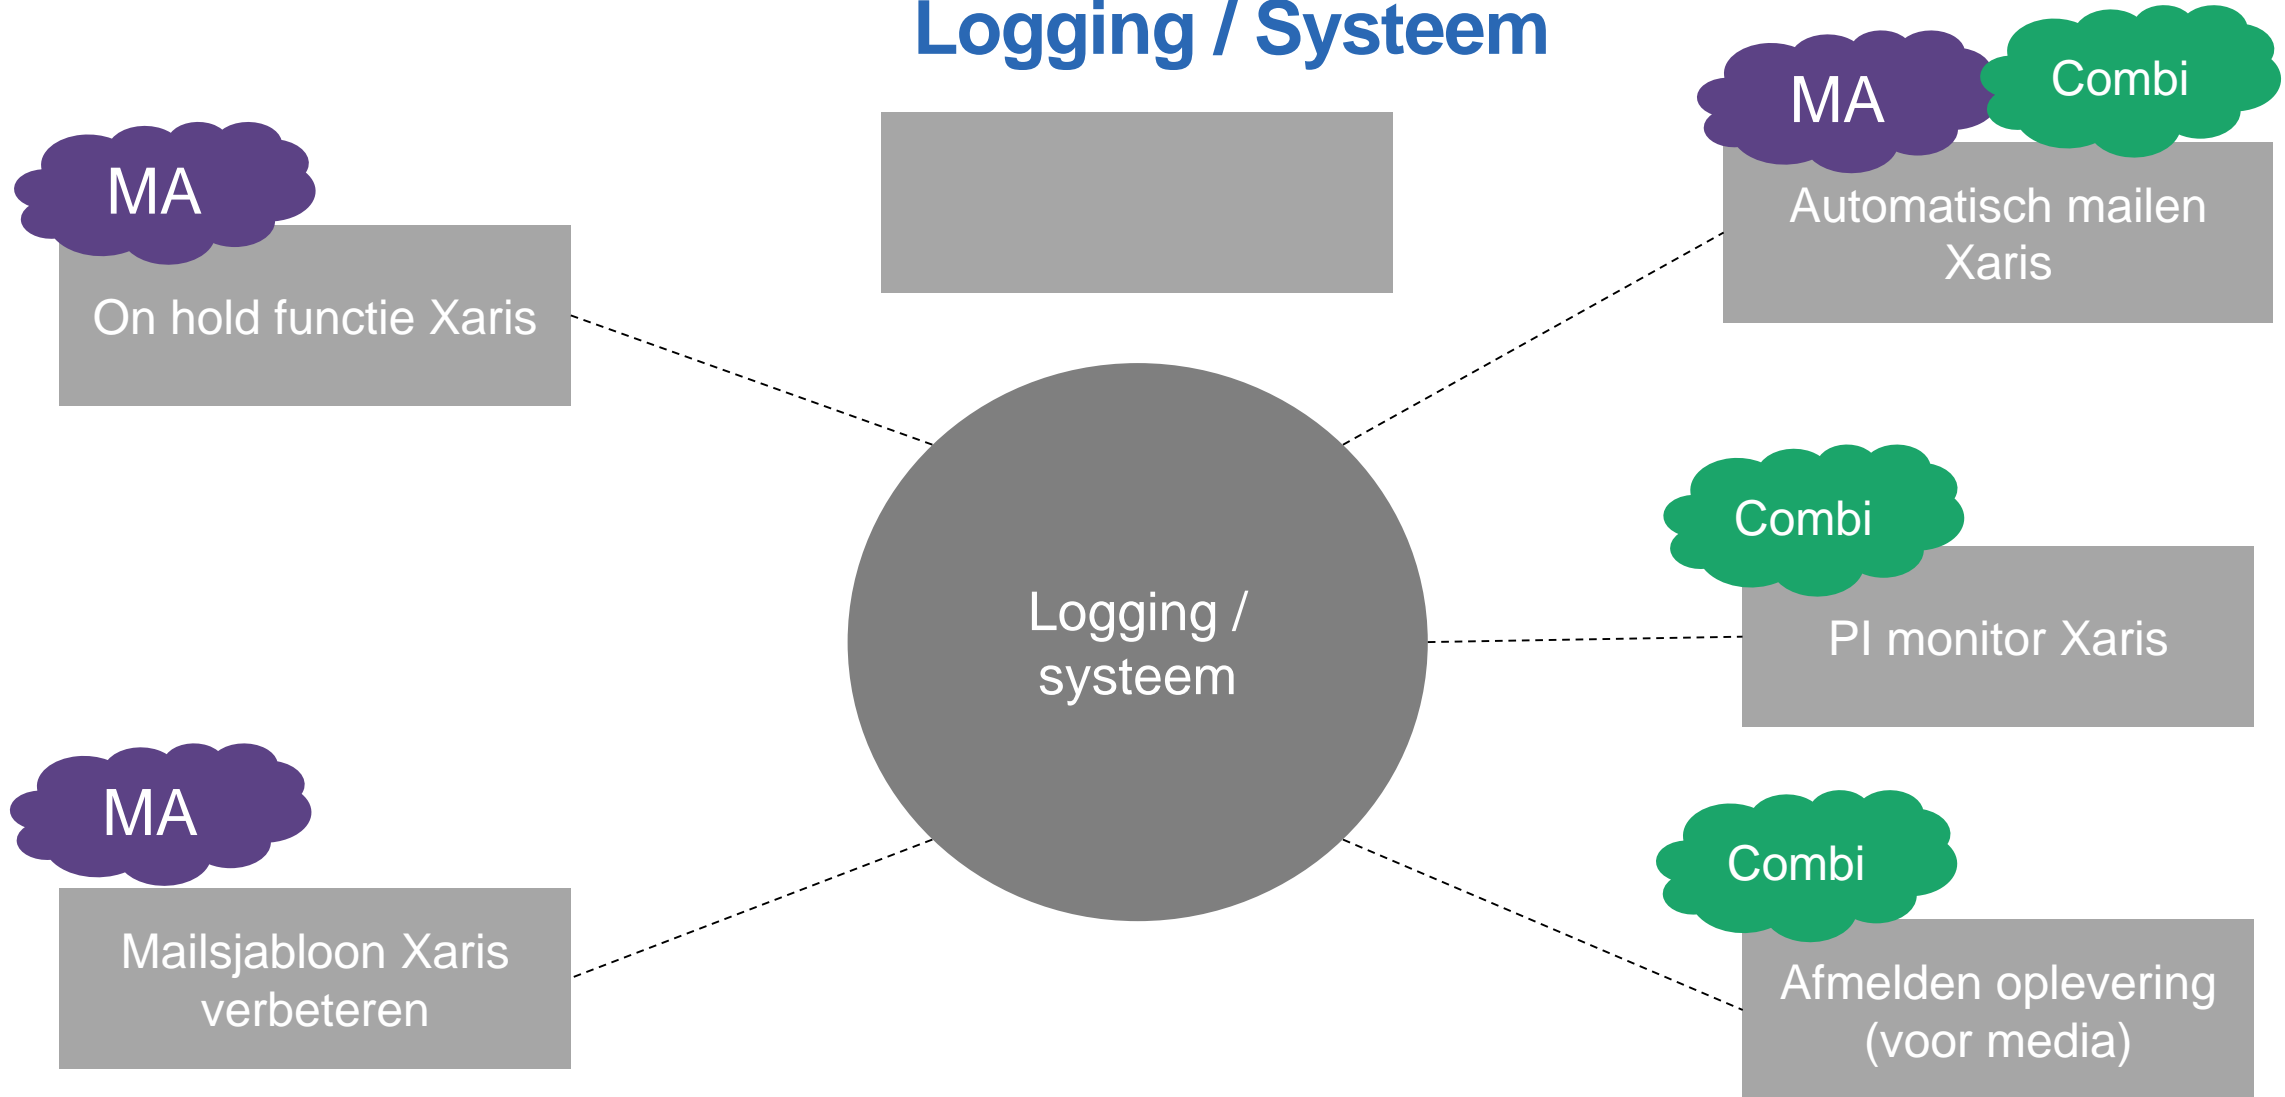 Logging / Systeem
MA
On hold functie Xaris
MA
Combi
Automatisch mailen
Xaris
Logging /
systeem
Combi
PI monitor Xaris
MA
Mailsjabloon Xaris
verbeteren
Combi
Afmelden oplevering
(voor media)